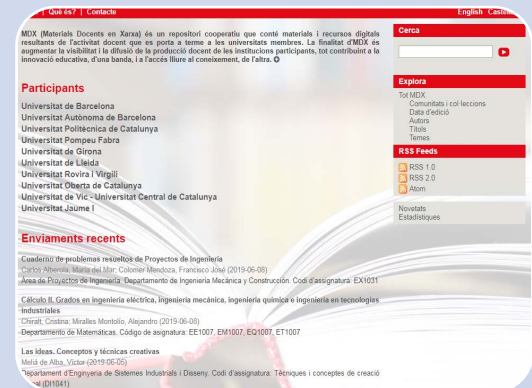 | Què és? | Contacte
English Castell
MDX (Materials Docents en Xarxa) és un repositori cooperatiu que conté materials i recursos digitals
resultants de l'activitat docent que es porta a terme a les universitats membres. La finalitat d'MDX és
augmentar la visibilitat i la difusió de la producció docent de les institucions participants, tot contribuint a la
innovació educativa, d'una banda, i a l'accés lliure al coneixement, de l'altra.
Participants
Universitat de Barcelona
Universitat Autònoma de Barcelona
Universitat Politècnica de Catalunya
Universitat Pompeu Fabra
Universitat de Girona
Universitat de Lleida
Universitat Rovira i Virgili
Universitat Oberta de Catalunya
Universitat de Vic - Universitat Central de Catalunya
Universitat Jaume I
Enviaments recents
Cuaderno de problemas resueltos de Proyectos de Ingeniería
Carlos Alberola, María del Mar; Colomer Mendoza, Francisco José (2019-06-08)
Àrea de Proyectos de Ingeniería. Departamento de Ingeniería Mecánica y Construcción. Codi d'assignatura: EX1031
Cálculo II. Grados en ingeniería eléctrica, ingeniería mecánica, ingeniería química e ingeniería en tecnologías
industriales
Chiralt, Cristina; Miralles Montolío, Alejandro (2019-06-08)
Departamento de Matemáticas. Código de asignatura: EE1007, EM1007, EQ1007, ET1007
Las ideas. Conceptos y técnicas creativas
Meliá de Alba, Víctor (2019-06-05)
Departament d'Enginyeria de Sistemes Industrials i Disseny. Codi d'assignatura: Tècniques i conceptes de creació
(DI1041)
Cerca
Explora
Tot MDX
Comunitats i col·leccions
Data d'edició
Autors
Títols
Temes
RSS Feeds
RSS 1.0
RSS 2.0
Atom
Novetats
Estadístiques